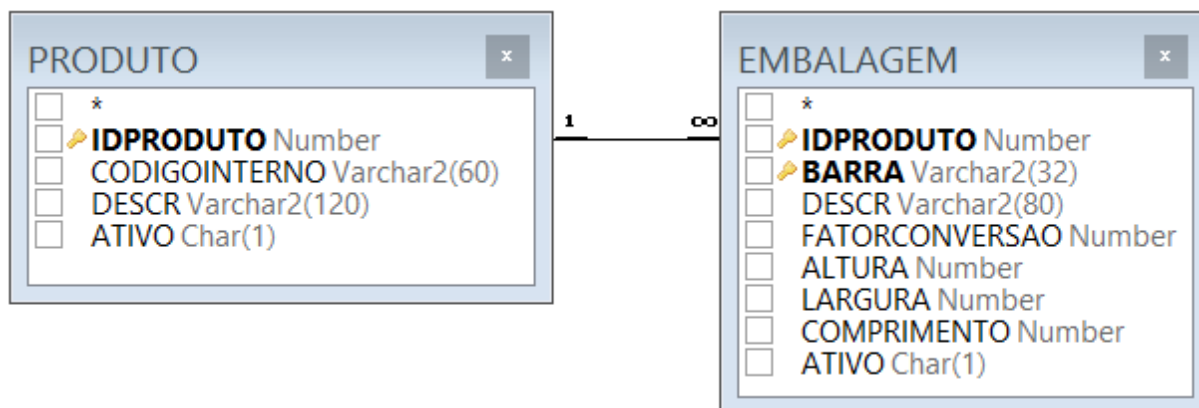 PRODUTO x
*
IDPRODUTO Number
CODIGOINTERNO Varchar2(60)
DESCR Varchar2(120)
ATIVO Char(1)
1 ∞
EMBALAGEM x
*
IDPRODUTO Number
BARRA Varchar2(32)
DESCR Varchar2(80)
FATORCONVERSAO Number
ALTURA Number
LARGURA Number
COMPRIMENTO Number
ATIVO Char(1)